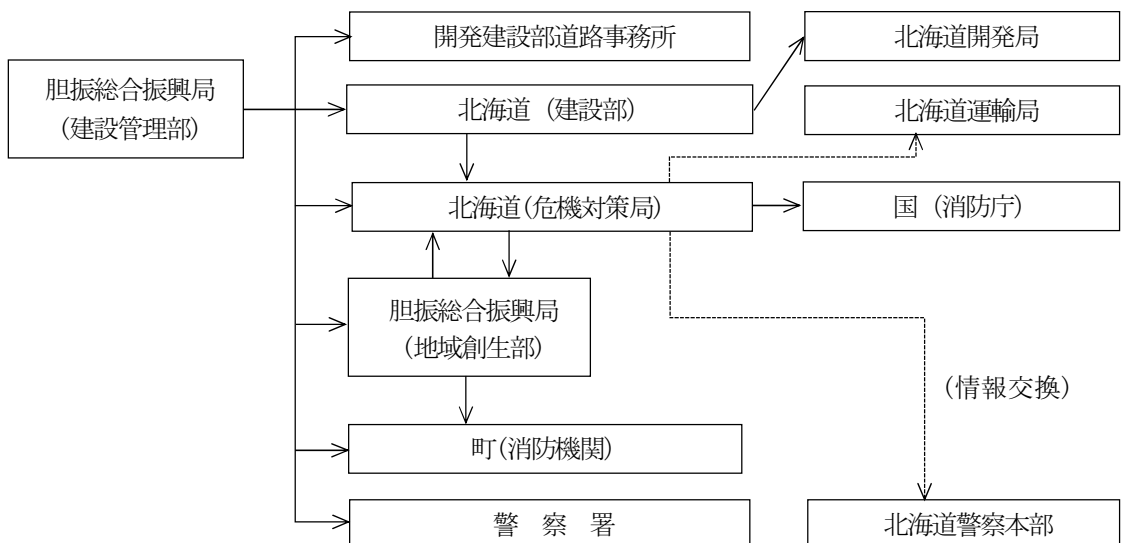 開発建設部道路事務所
北海道開発局
胆振総合振興局
（建設管理部）
北海道（建設部）
北海道運輸局
北海道（危機対策局）
国（消防庁）
胆振総合振興局
（地域創生部）
（情報交換）
町（消防機関）
警　察　署
北海道警察本部